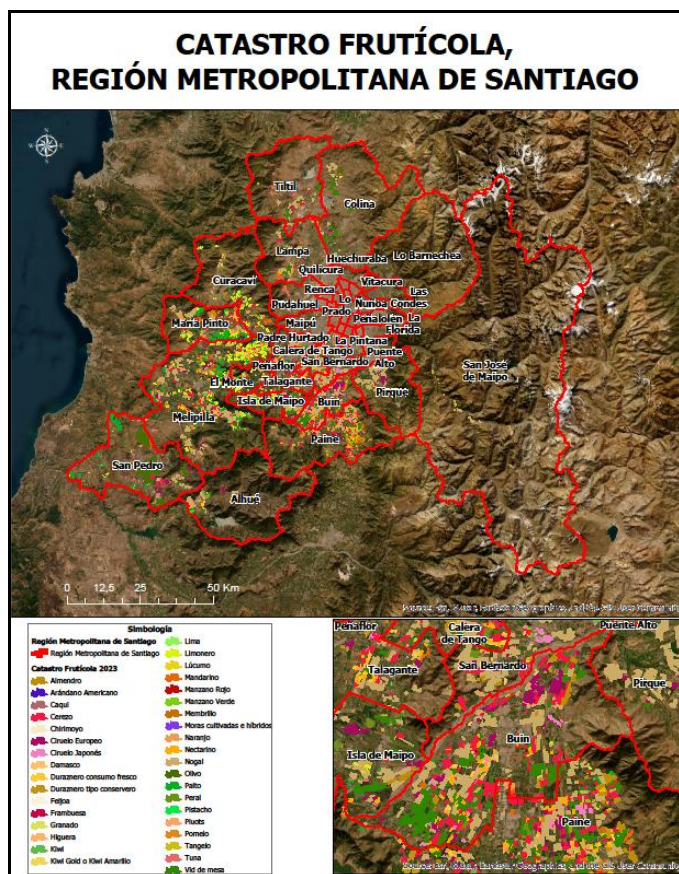 CATASTRO FRUTÍCOLA,
REGIÓN METROPOLITANA DE SANTIAGO
N
W
E
S
Tiltil
Colina
Lampa
Huechuraba
Lo Barnechea
Quilicura
Curacaví
Renca
Vitacura
Las
Condes
Pudahuel
Lo
Prado
Ñuñoa
María Pinto
Maipú
Peñalolén
La
Florida
Padre Hurtado
La Pintana
Calera de Tango
Puente
Alto
Peñaflor
San Bernardo
San José
de Maipo
El Monte
Talagante
Pirque
Isla de Maipo
Buin
Melipilla
Paine
San Pedro
Alhué
0 12,5 25 50 Km
Simbología
Región Metropolitana de Santiago
Región Metropolitana de Santiago
Catastro Frutícola 2023
Almendro
Arándano Americano
Caqui
Cerezo
Chirimoyo
Ciruelo Europeo
Ciruelo Japonés
Damasco
Duraznero consumo fresco
Duraznero tipo conservero
Feijoa
Frambuesa
Granado
Higuera
Kiwi
Kiwi Gold o Kiwi Amarillo
Lima
Limonero
Lúcumo
Mandarino
Manzano Rojo
Manzano Verde
Membrillo
Moras cultivadas e híbridos
Naranjo
Nectarino
Nogal
Olivo
Palto
Peral
Pistacho
Pluots
Pomelo
Tangelo
Tuna
Vid de mesa
Peñaflor
Calera
de Tango
Puente Alto
Talagante
San Bernardo
Pirque
Isla de Maipo
Buin
Paine